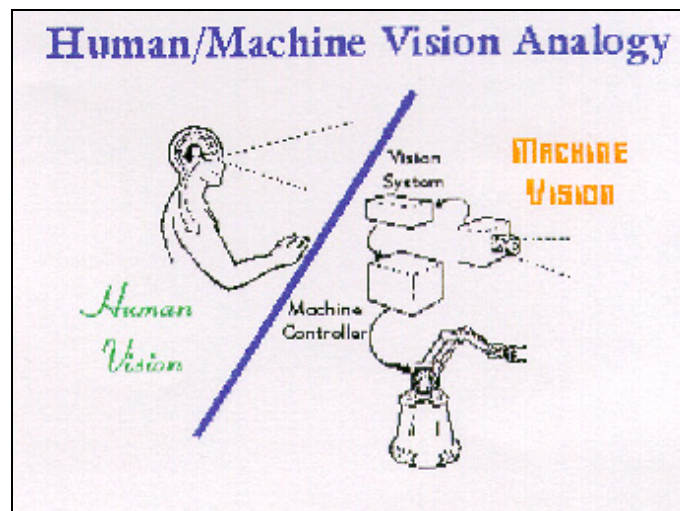 Human/Machine Vision Analogy
Vision
System
MACHINE
VISION
Human
Vision
Machine
Controller